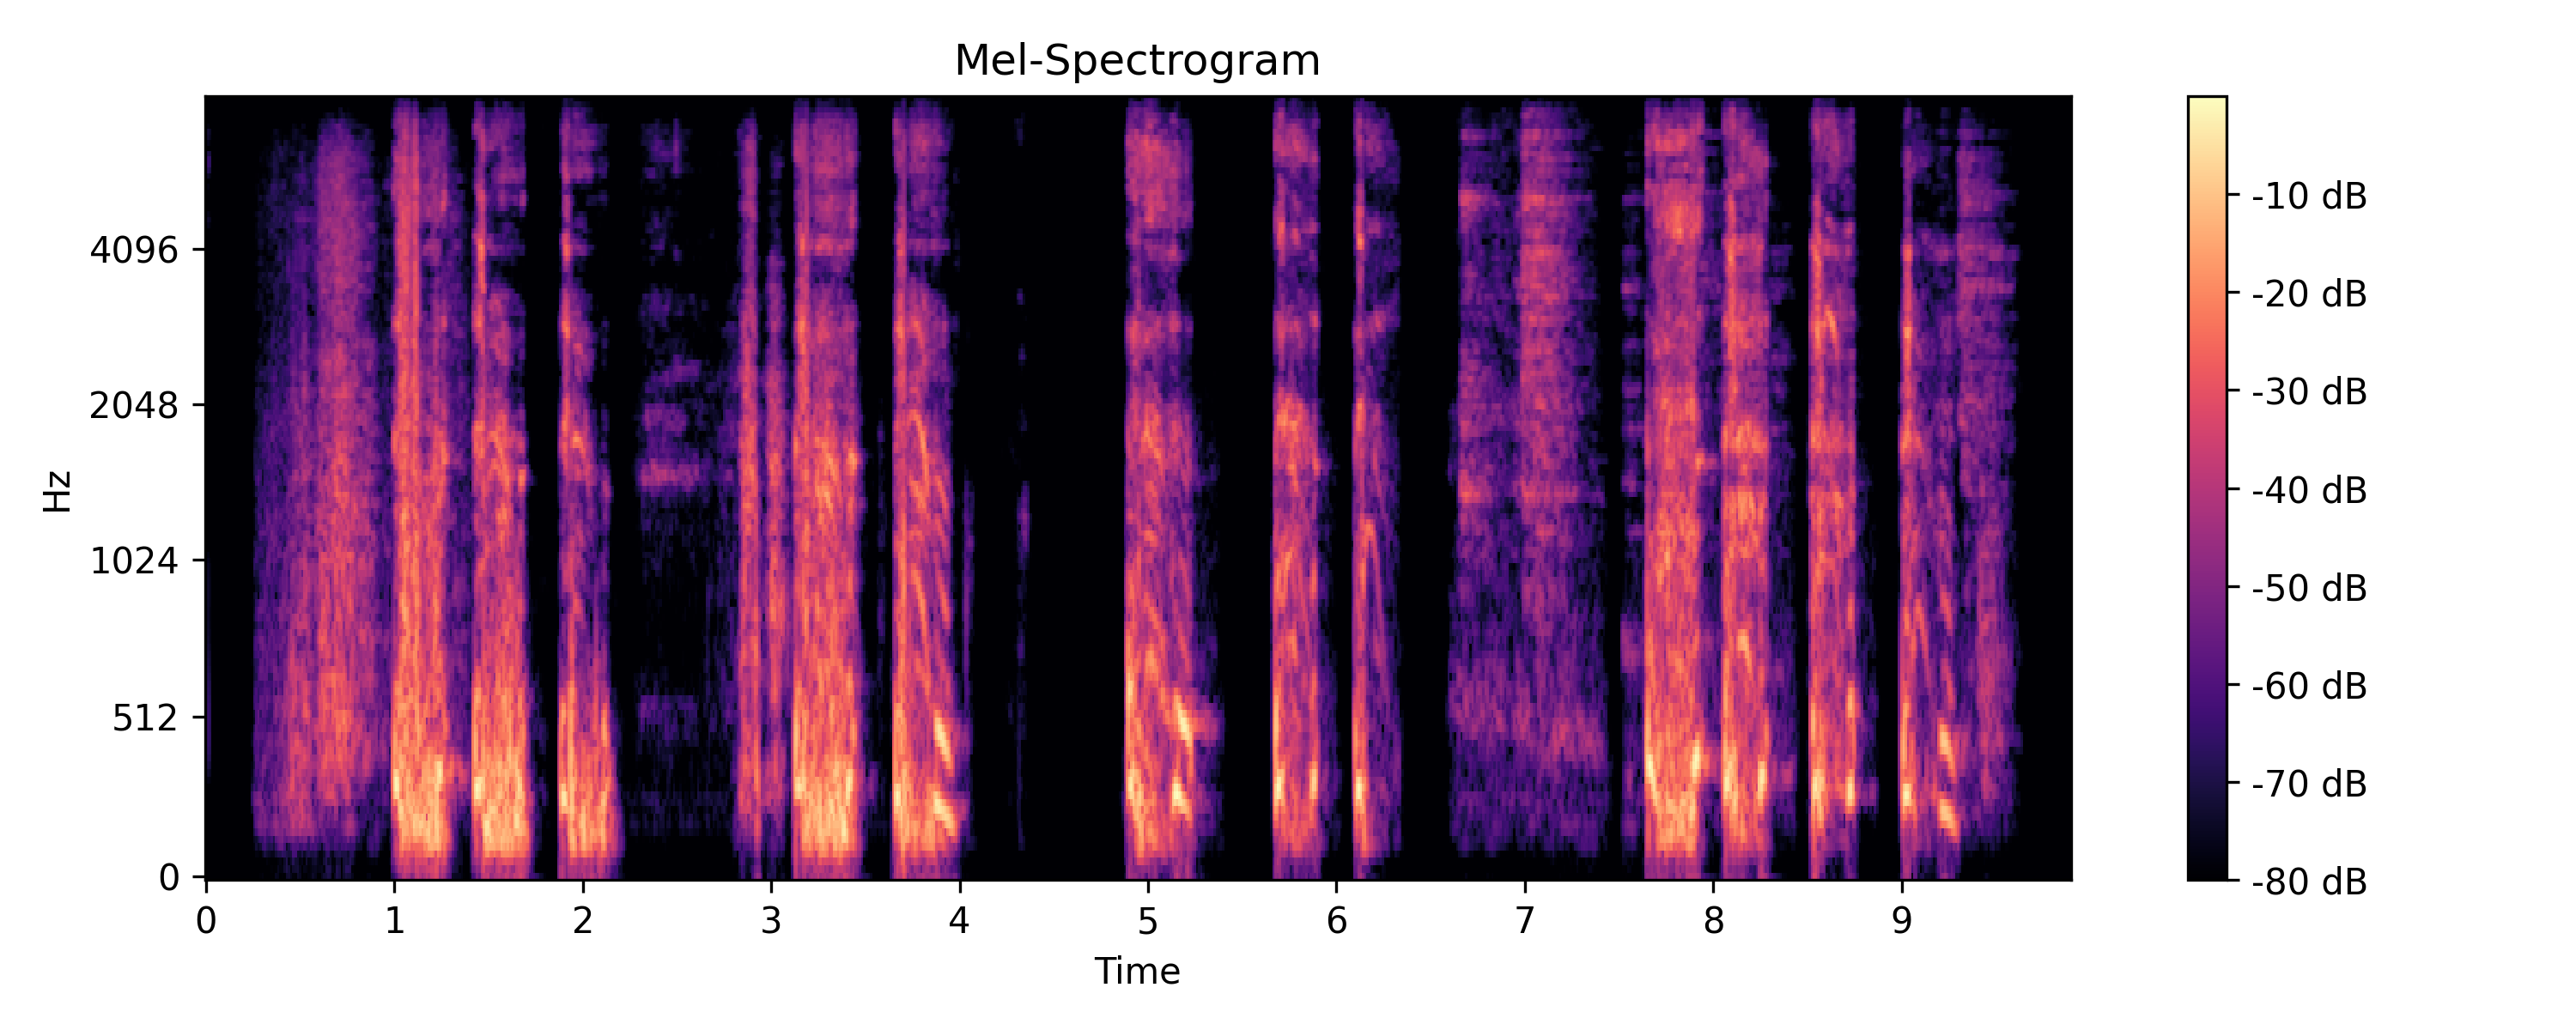 Mel-Spectrogram
Hz
4096
2048
1024
512
0
0 1 2 3 4 5 6 7 8 9
Time
-10 dB
-20 dB
-30 dB
-40 dB
-50 dB
-60 dB
-70 dB
-80 dB